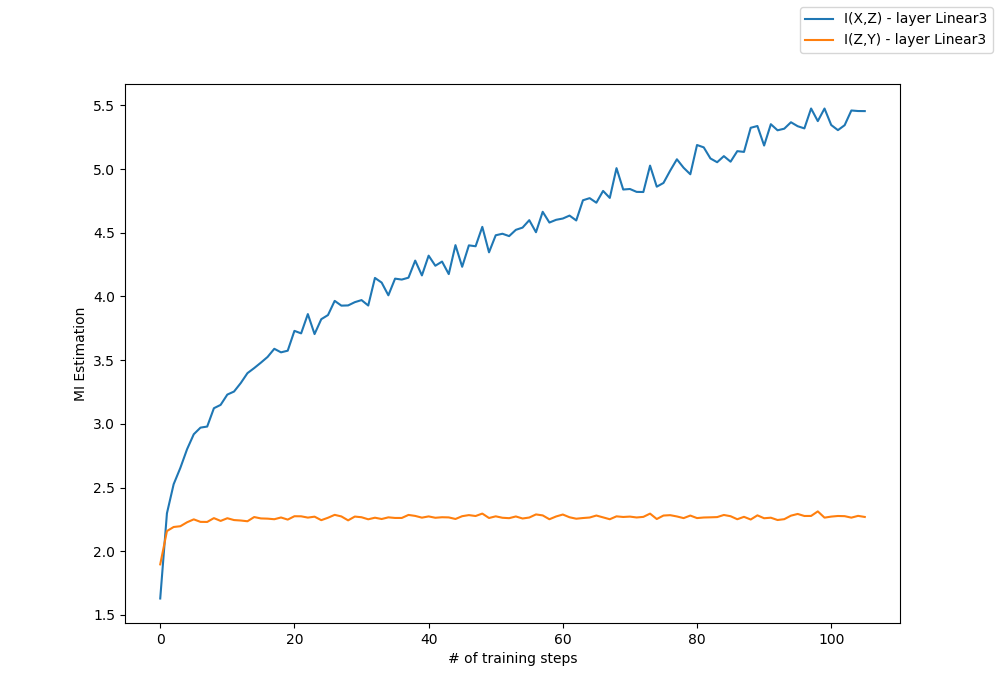 I(X,Z) - layer Linear3
I(Z,Y) - layer Linear3
5.5
5.0
4.5
4.0
3.5
3.0
2.5
2.0
1.5
MI Estimation
0 20 40 60 80 100
# of training steps